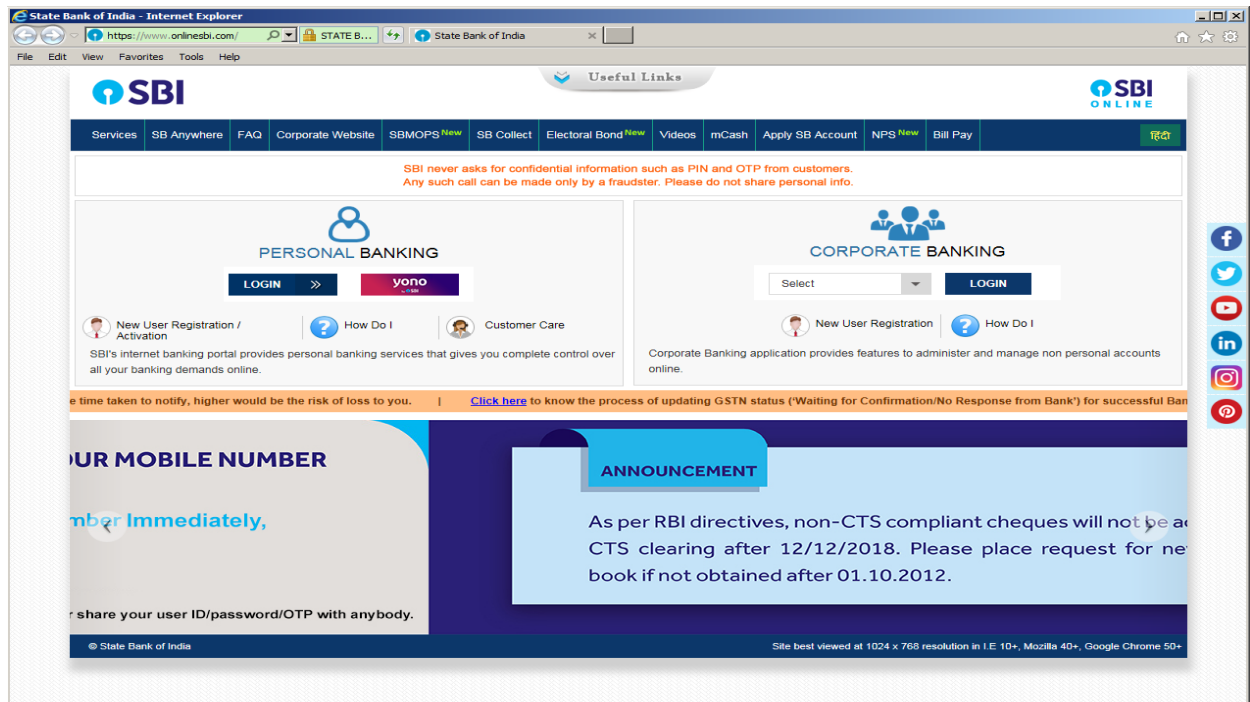 State Bank of India - Internet Explorer
https://www.onlinesbi.com/
STATE B...
State Bank of India
File Edit View Favorites Tools Help
Useful Links
SBI
SBI
ONLINE
Services SB Anywhere FAQ Corporate Website SBMOPS New SB Collect Electoral Bond New Videos mCash Apply SB Account NPS New Bill Pay हिंदी
SBI never asks for confidential information such as PIN and OTP from customers.
Any such call can be made only by a fraudster. Please do not share personal info.
PERSONAL BANKING
LOGIN »
yono
by SBI
New User Registration /
Activation
How Do I
Customer Care
SBI's internet banking portal provides personal banking services that gives you complete control over
all your banking demands online.
CORPORATE BANKING
Select
LOGIN
New User Registration
How Do I
Corporate Banking application provides features to administer and manage non personal accounts
online.
e time taken to notify, higher would be the risk of loss to you. | Click here to know the process of updating GSTN status ('Waiting for Confirmation/No Response from Bank') for successful Ban
OUR MOBILE NUMBER
mber Immediately,
r share your user ID/password/OTP with anybody.
ANNOUNCEMENT
As per RBI directives, non-CTS compliant cheques will not be ac
CTS clearing after 12/12/2018. Please place request for ne
book if not obtained after 01.10.2012.
© State Bank of India
Site best viewed at 1024 x 768 resolution in I.E 10+, Mozilla 40+, Google Chrome 50+